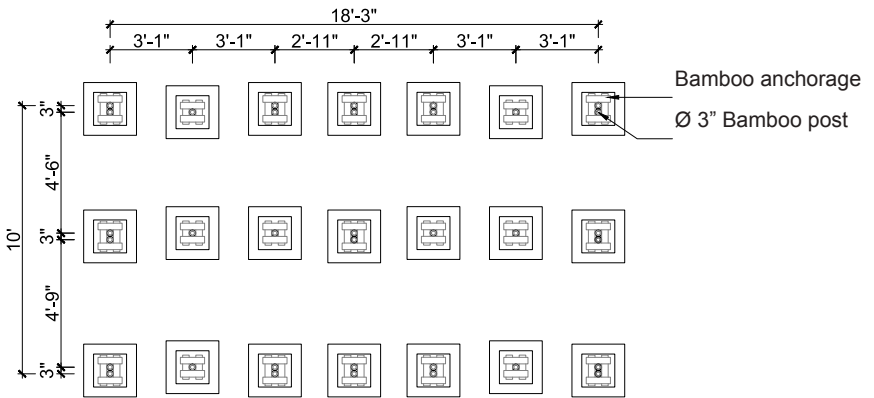 18'-3"
3'-1" 3'-1" 2'-11" 2'-11" 3'-1" 3'-1"
Bamboo anchorage
Ø 3” Bamboo post
3"
4'-6"
10'
3"
4'-9"
3"